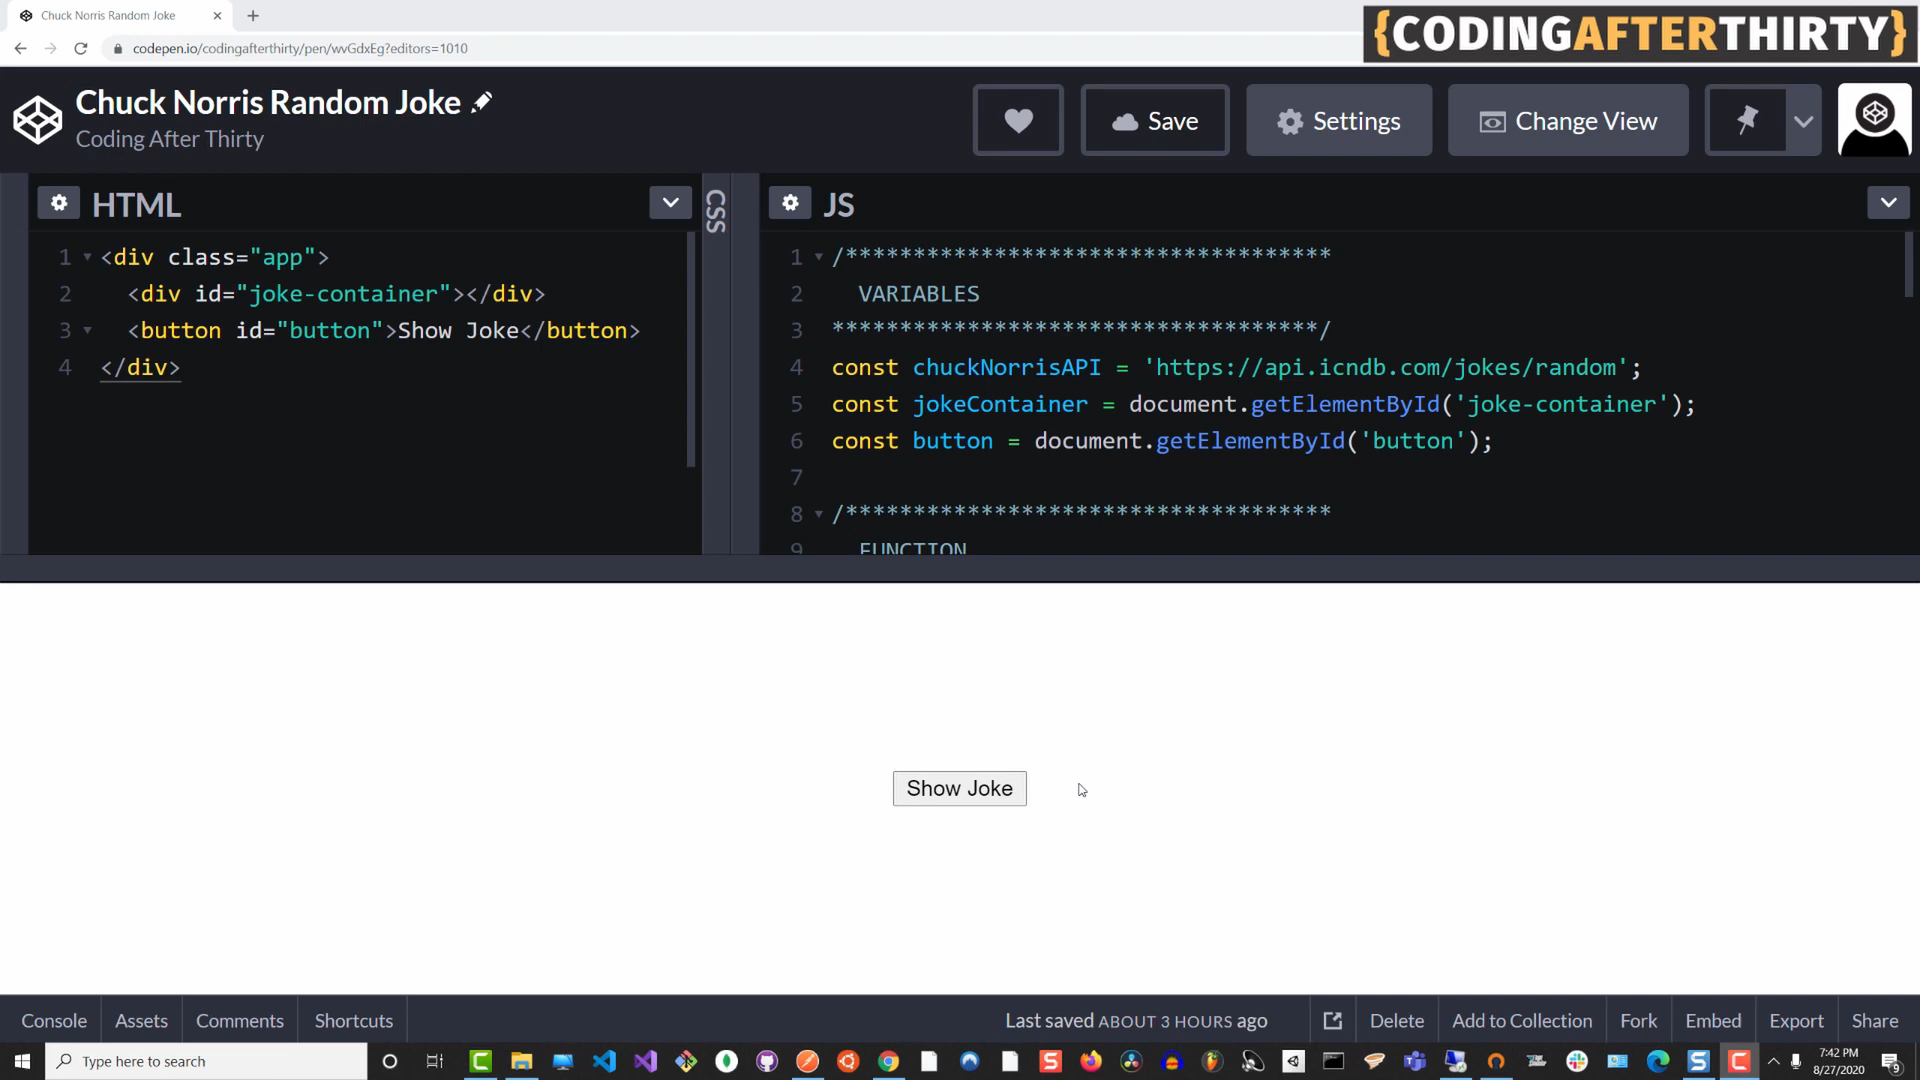 Chuck Norris Random Joke
codepen.io/codingafterthirty/pen/wvGdxEg?editors=1010
{CODINGAFTERTHIRTY}
Chuck Norris Random Joke
Coding After Thirty
Save
Settings
Change View
HTML
1 <div class="app">
2 <div id="joke-container"></div>
3 <button id="button">Show Joke</button>
4 </div>
CSS
JS
1 /************************************
2 VARIABLES
3 ************************************/
4 const chuckNorrisAPI = 'https://api.icndb.com/jokes/random';
5 const jokeContainer = document.getElementById('joke-container');
6 const button = document.getElementById('button');
7
8 /************************************
9 FUNCTION
Show Joke
Console Assets Comments Shortcuts Last saved ABOUT 3 HOURS ago Delete Add to Collection Fork Embed Export Share
Type here to search
7:42 PM
8/27/2020